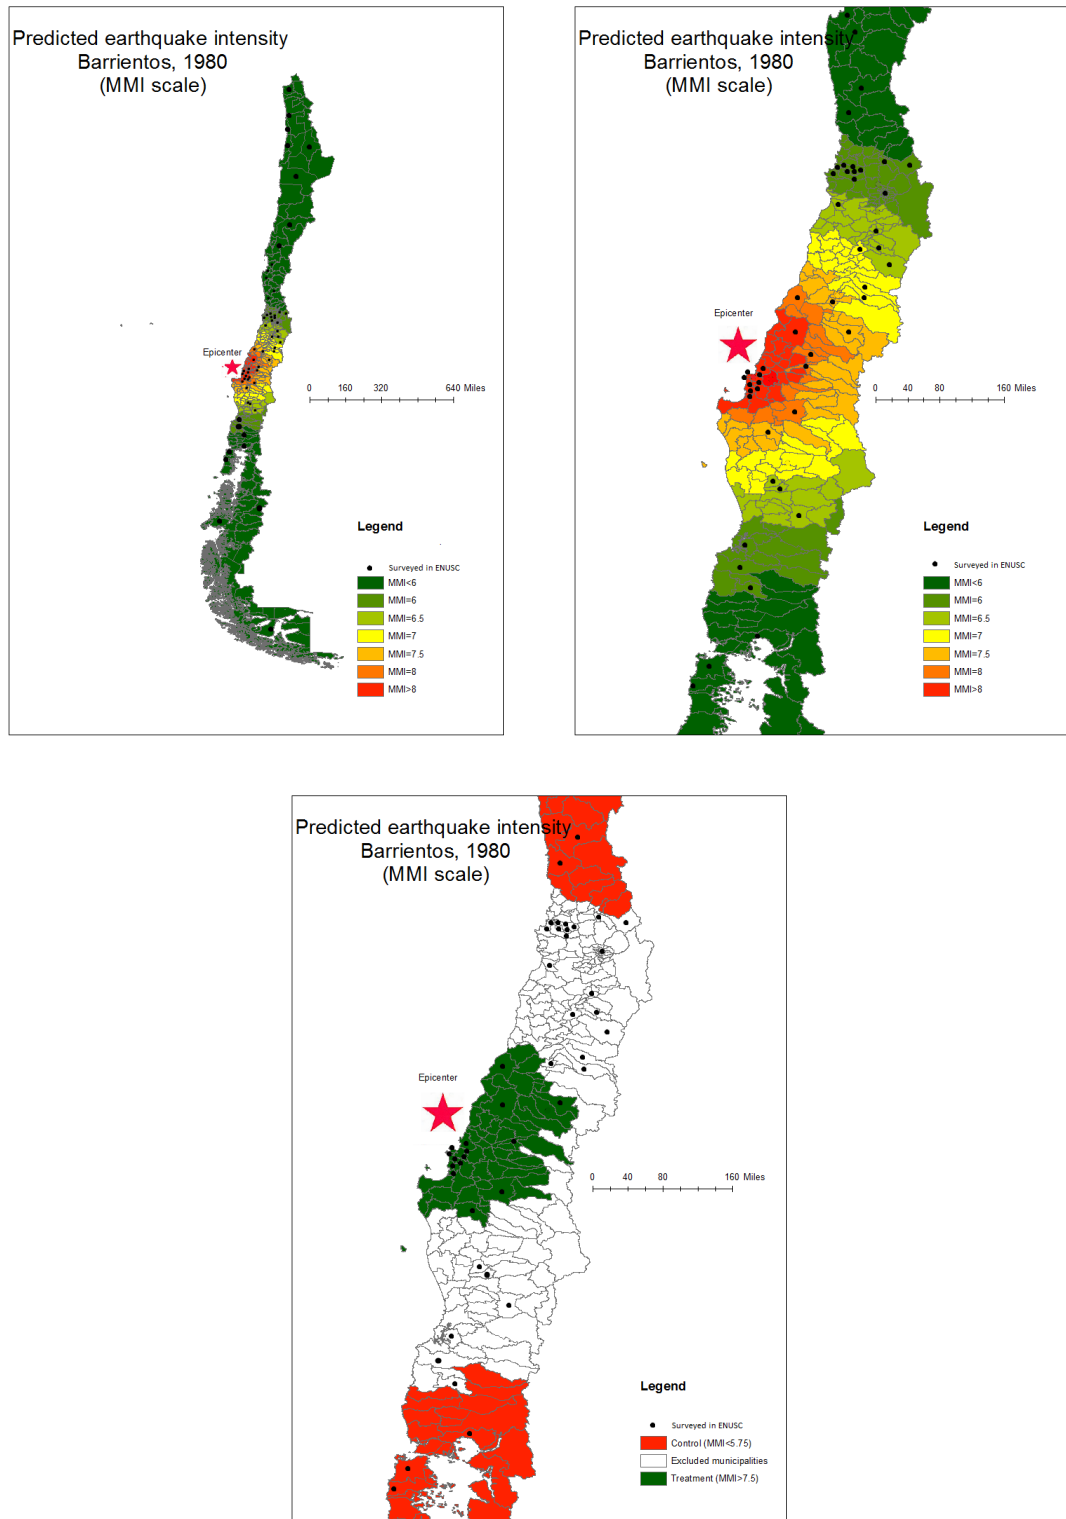 Predicted earthquake intensity
Barrientos, 1980
(MMI scale)
Epicenter
0 160 320 640 Miles
Legend
Surveyed in ENUSC
MMI<6
MMI=6
MMI=6.5
MMI=7
MMI=7.5
MMI=8
MMI>8
Predicted earthquake intensity
Barrientos, 1980
(MMI scale)
Epicenter
0 40 80 160 Miles
Legend
Surveyed in ENUSC
MMI<6
MMI=6
MMI=6.5
MMI=7
MMI=7.5
MMI=8
MMI>8
Predicted earthquake intensity
Barrientos, 1980
(MMI scale)
Epicenter
0 40 80 160 Miles
Legend
Surveyed in ENUSC
Control (MMI<5.75)
Excluded municipalities
Treatment (MMI>7.5)